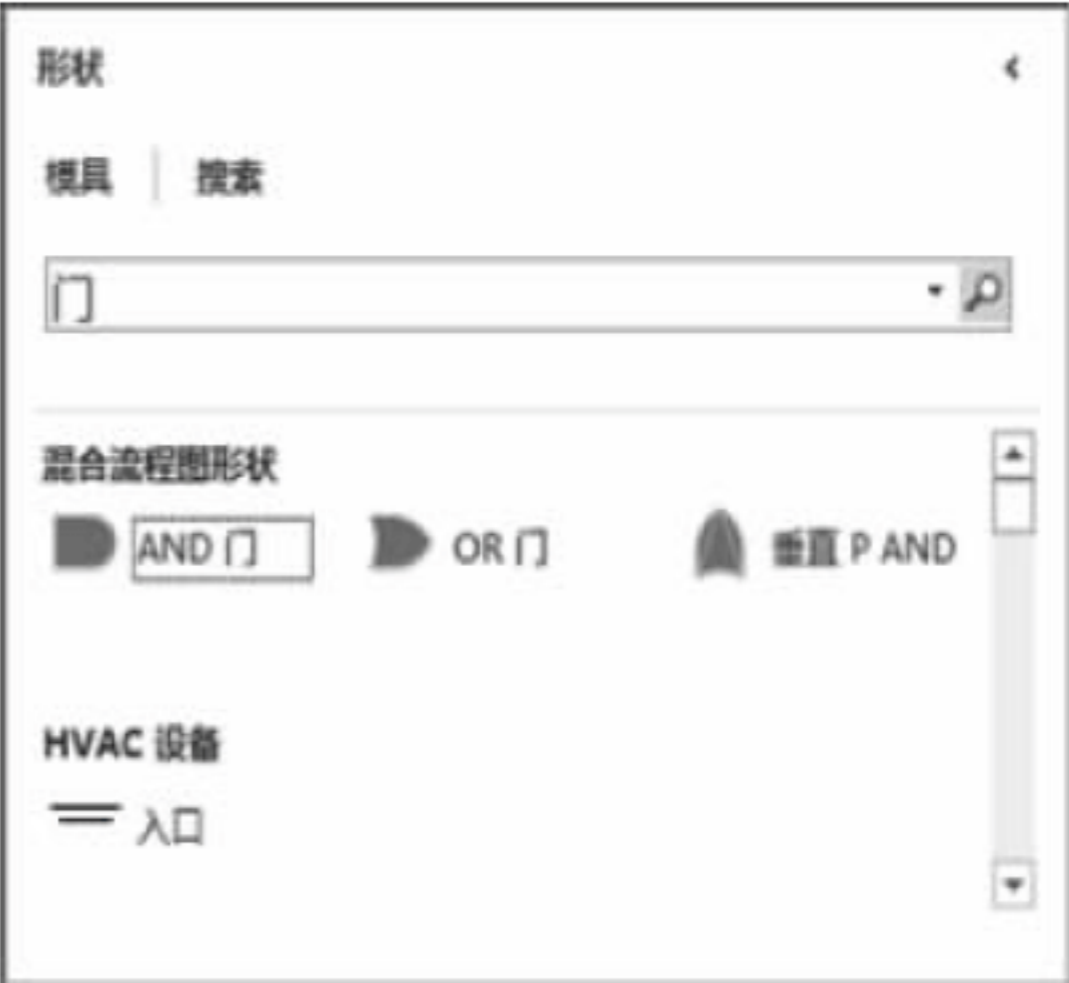 形状
模具 搜索
门
混合流程图形状
AND 门 OR 门 垂直 P AND
HVAC 设备
入口